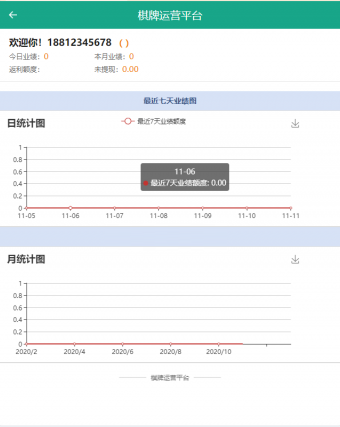 棋牌运营平台
欢迎你！18812345678 ( )
今日业绩：0 本月业绩：0
返利额度： 未提现：0.00
最近七天业绩图
日统计图
最近7天业绩额度
1
0.8
0.6
0.4
0.2
0
11-06
最近7天业绩额度: 0.00
11-05 11-06 11-07 11-08 11-09 11-10 11-11
月统计图
1
0.8
0.6
0.4
0.2
0
2020/2 2020/4 2020/6 2020/8 2020/10
棋牌运营平台